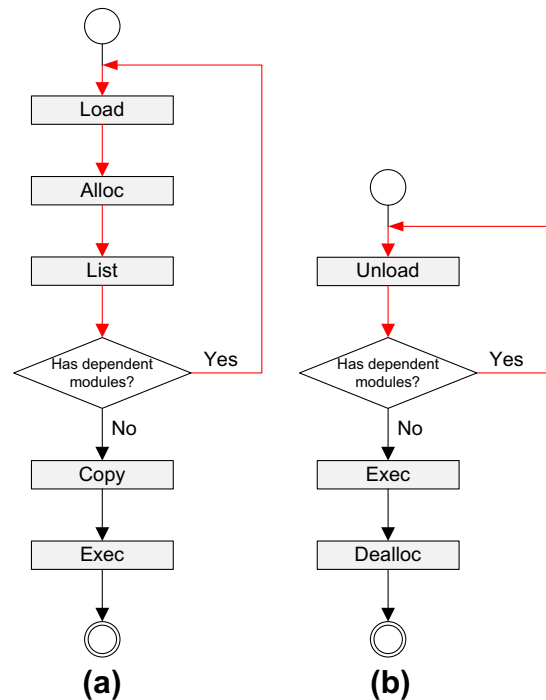 Load
Alloc
List
Has dependent
modules?
Yes
No
Copy
Exec
(a)
Unload
Has dependent
modules?
Yes
No
Exec
Dealloc
(b)